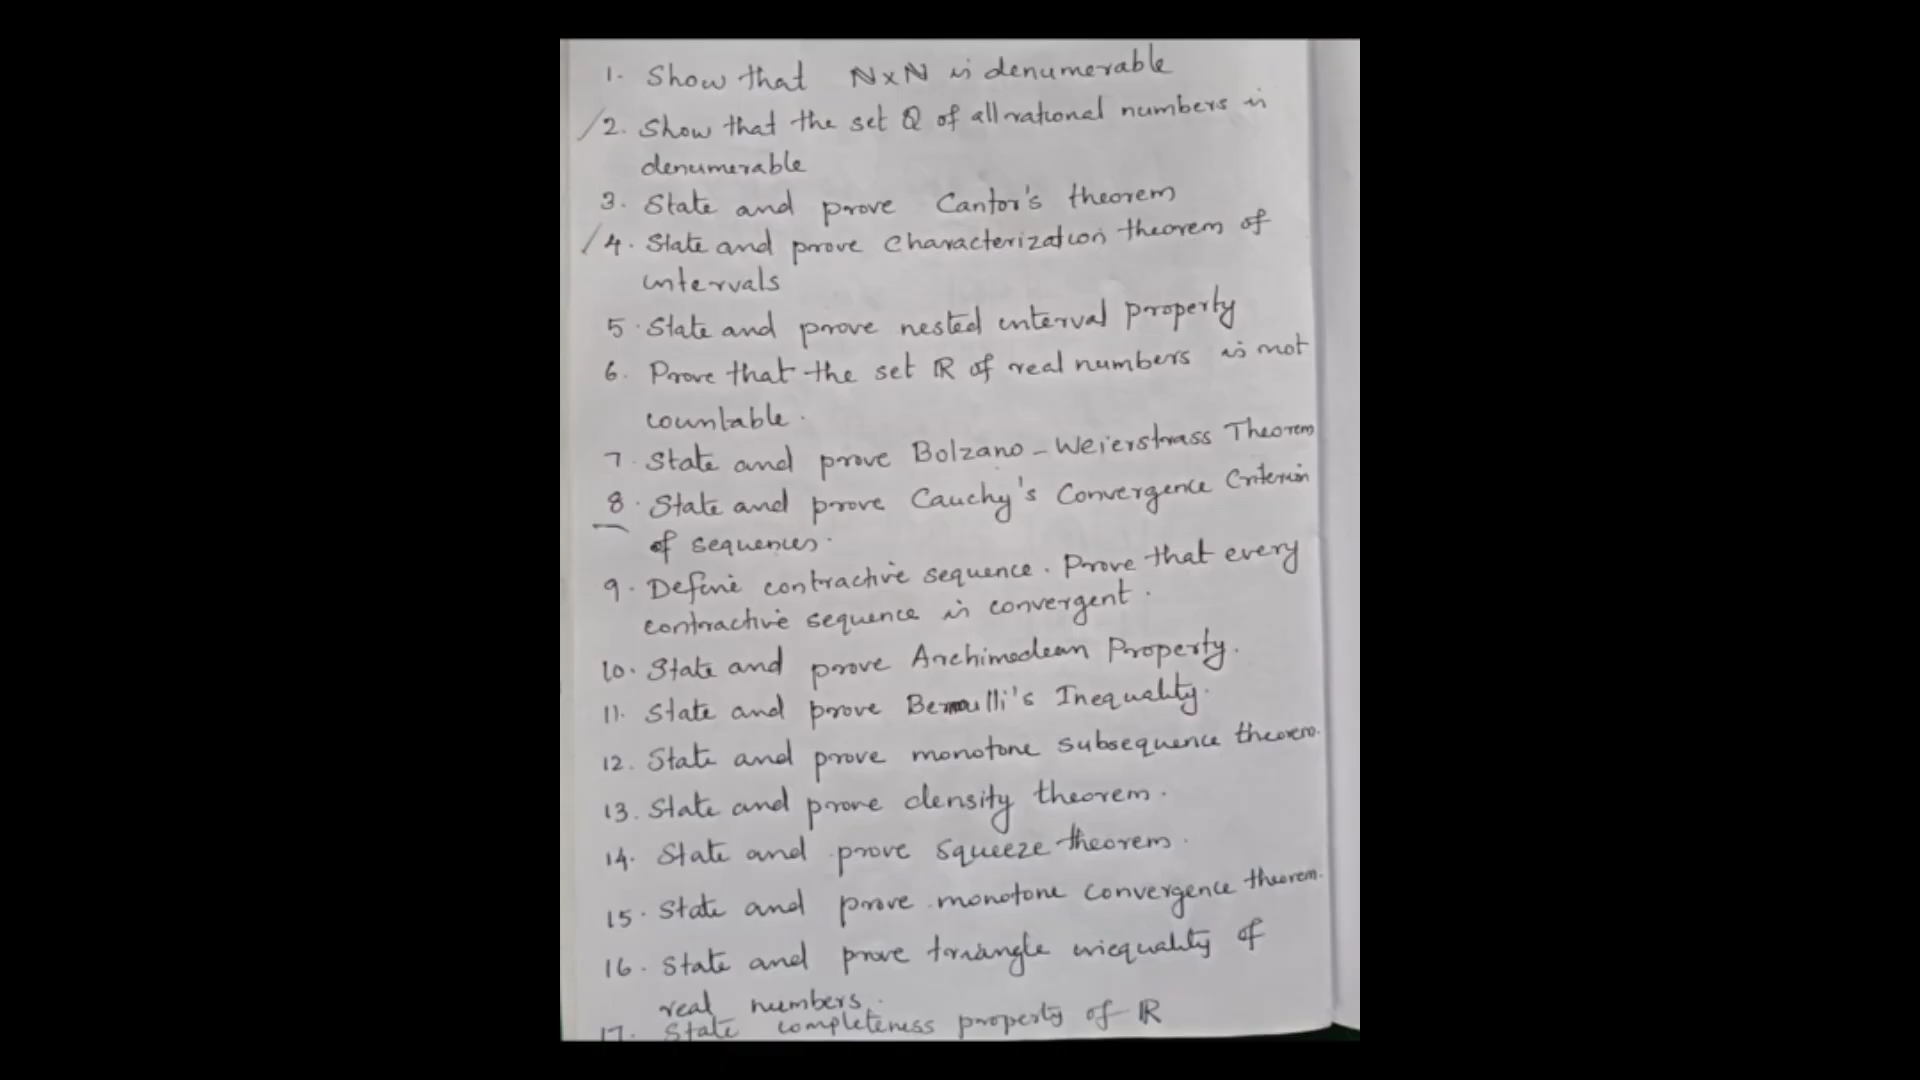 1. Show that N×N is denumerable
2. Show that the set Q of all rational numbers is
denumerable
3. State and prove Cantor's theorem
4. State and prove characterization theorem of
intervals
5. State and prove nested interval property
6. Prove that the set ℝ of real numbers is not
countable.
7. State and prove Bolzano-Weierstrass Theorem
8. State and prove Cauchy's Convergence Criterion
of sequences.
9. Define contractive sequence. Prove that every
contractive sequence is convergent.
10. State and prove Archimedean Property.
11. State and prove Bernoulli's Inequality.
12. State and prove monotone subsequence theorem.
13. State and prove density theorem.
14. State and prove squeeze theorem.
15. State and prove monotone convergence theorem.
16. State and prove triangle inequality of
real numbers.
17. State completeness property of ℝ